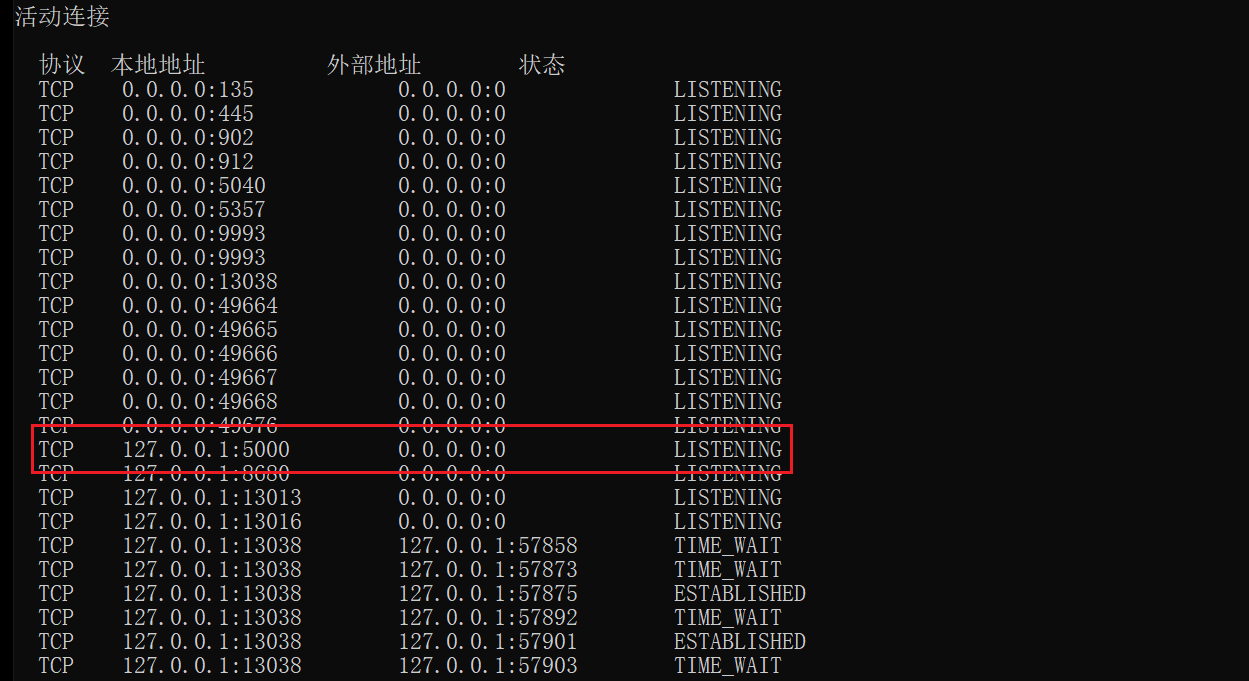 活动连接
协议 本地地址 外部地址 状态
TCP 0.0.0.0:135 0.0.0.0:0 LISTENING
TCP 0.0.0.0:445 0.0.0.0:0 LISTENING
TCP 0.0.0.0:902 0.0.0.0:0 LISTENING
TCP 0.0.0.0:912 0.0.0.0:0 LISTENING
TCP 0.0.0.0:5040 0.0.0.0:0 LISTENING
TCP 0.0.0.0:5357 0.0.0.0:0 LISTENING
TCP 0.0.0.0:9993 0.0.0.0:0 LISTENING
TCP 0.0.0.0:9993 0.0.0.0:0 LISTENING
TCP 0.0.0.0:13038 0.0.0.0:0 LISTENING
TCP 0.0.0.0:49664 0.0.0.0:0 LISTENING
TCP 0.0.0.0:49665 0.0.0.0:0 LISTENING
TCP 0.0.0.0:49666 0.0.0.0:0 LISTENING
TCP 0.0.0.0:49667 0.0.0.0:0 LISTENING
TCP 0.0.0.0:49668 0.0.0.0:0 LISTENING
TCP 0.0.0.0:49676 0.0.0.0:0 LISTENING
TCP 127.0.0.1:5000 0.0.0.0:0 LISTENING
TCP 127.0.0.1:8680 0.0.0.0:0 LISTENING
TCP 127.0.0.1:13013 0.0.0.0:0 LISTENING
TCP 127.0.0.1:13016 0.0.0.0:0 LISTENING
TCP 127.0.0.1:13038 127.0.0.1:57858 TIME_WAIT
TCP 127.0.0.1:13038 127.0.0.1:57873 TIME_WAIT
TCP 127.0.0.1:13038 127.0.0.1:57875 ESTABLISHED
TCP 127.0.0.1:13038 127.0.0.1:57892 TIME_WAIT
TCP 127.0.0.1:13038 127.0.0.1:57901 ESTABLISHED
TCP 127.0.0.1:13038 127.0.0.1:57903 TIME_WAIT